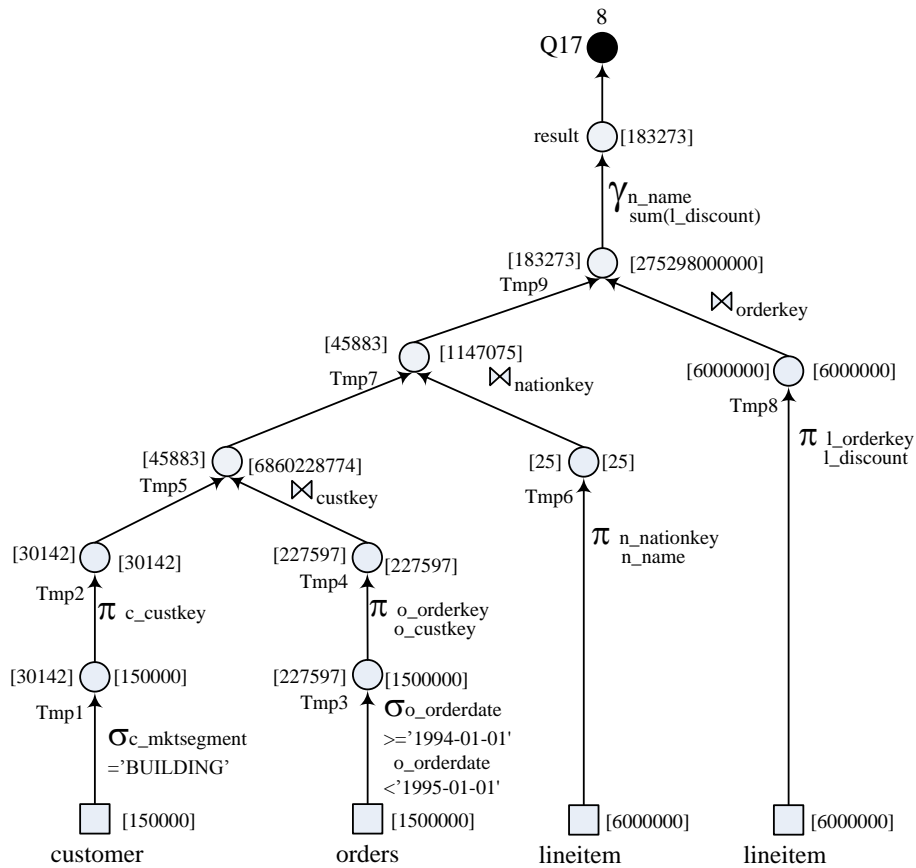 8
Q17
result [183273]
γ n_name
sum(l_discount)
[183273] [275298000000]
Tmp9
⋈ orderkey
[45883] [1147075]
Tmp7
⋈ nationkey
[6000000] [6000000]
Tmp8
π l_orderkey
l_discount
[45883] [6860228774]
Tmp5
⋈ custkey
[25] [25]
Tmp6
π n_nationkey
n_name
[30142] [30142]
Tmp2
[227597] [227597]
Tmp4
π c_custkey
π o_orderkey
o_custkey
[30142] [150000]
Tmp1
[227597] [1500000]
Tmp3
σc_mktsegment
='BUILDING'
σo_orderdate
>='1994-01-01'
o_orderdate
<'1995-01-01'
[150000] [1500000] [6000000] [6000000]
customer orders lineitem lineitem